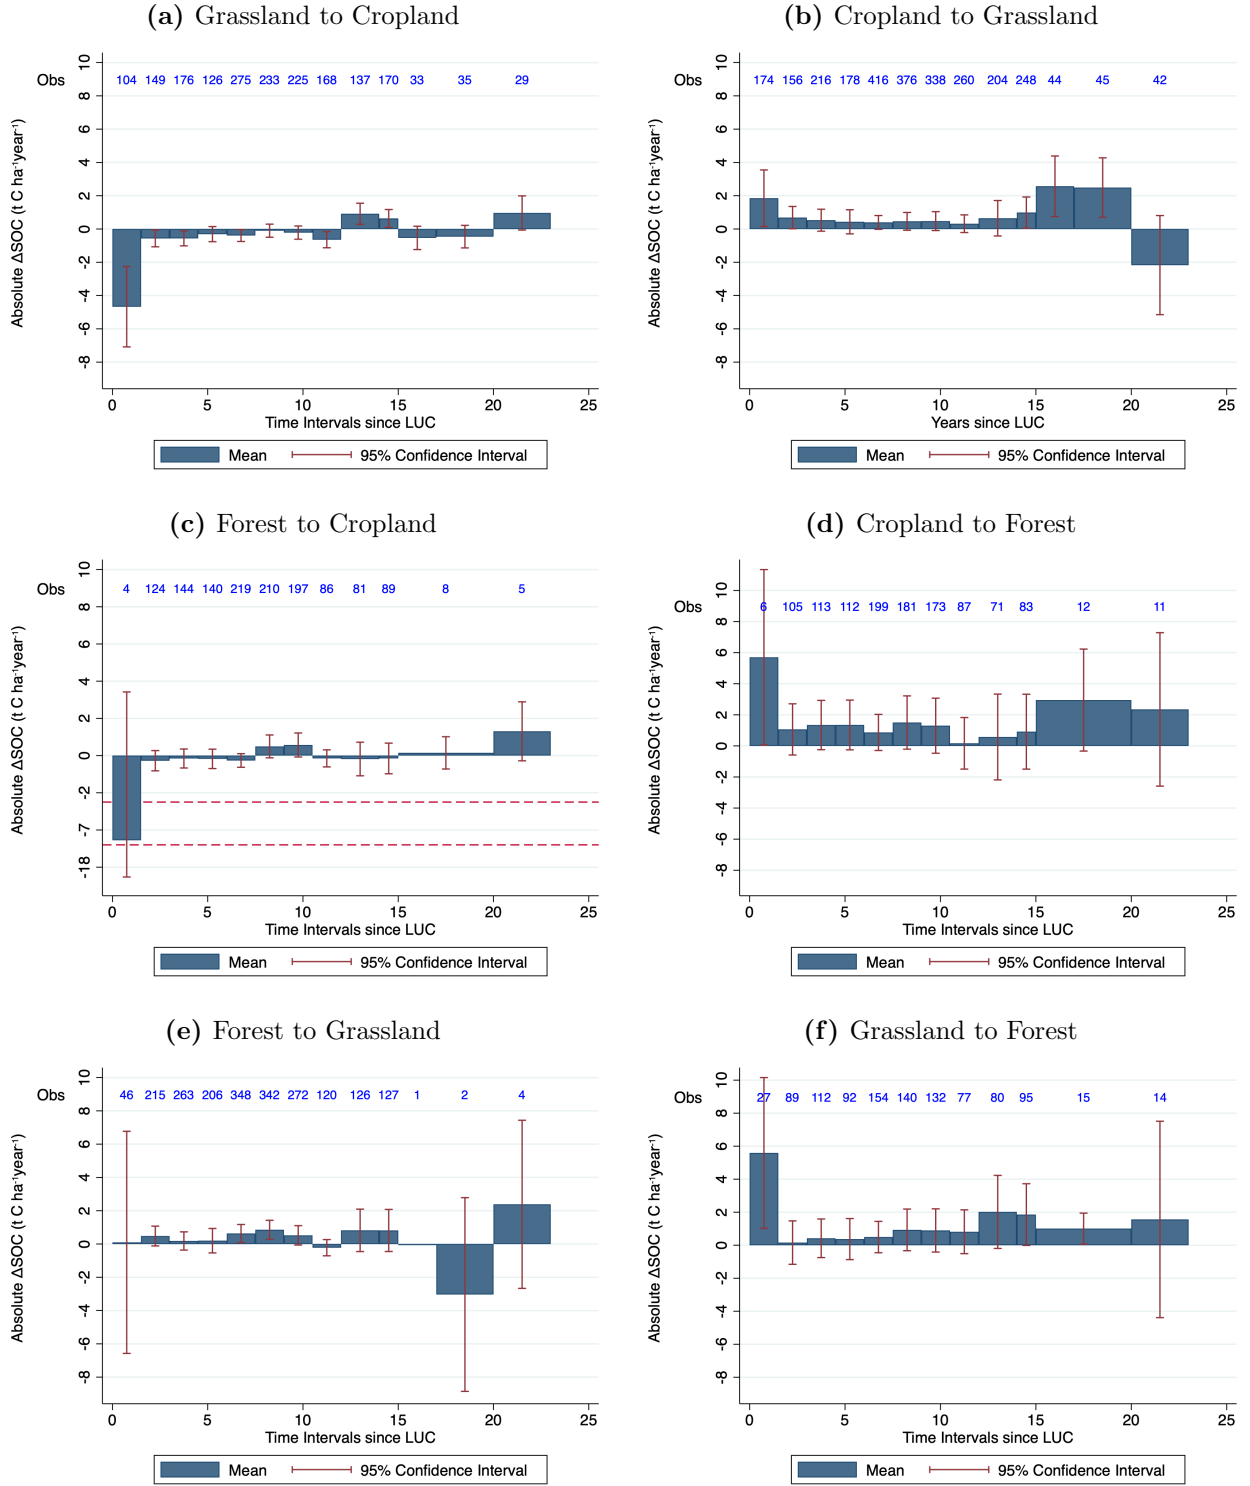 (a) Grassland to Cropland
Obs 104 149 176 126 275 233 225 168 137 170 33 35 29
10
8
6
4
2
0
-2
-4
-6
-8
Absolute ΔSOC (t C ha⁻¹year⁻¹)
0 5 10 15 20 25
Time Intervals since LUC
Mean 95% Confidence Interval
(b) Cropland to Grassland
Obs 174 156 216 178 416 376 338 260 204 248 44 45 42
10
8
6
4
2
0
-2
-4
-6
-8
Absolute ΔSOC (t C ha⁻¹year⁻¹)
0 5 10 15 20 25
Years since LUC
Mean 95% Confidence Interval
(c) Forest to Cropland
Obs 4 124 144 140 219 210 197 86 81 89 8 5
10
8
6
4
2
0
-2
-7
-18
Absolute ΔSOC (t C ha⁻¹year⁻¹)
0 5 10 15 20 25
Time Intervals since LUC
Mean 95% Confidence Interval
(d) Cropland to Forest
Obs 6 105 113 112 199 181 173 87 71 83 12 11
10
8
6
4
2
0
-2
-4
-6
-8
Absolute ΔSOC (t C ha⁻¹year⁻¹)
0 5 10 15 20 25
Time Intervals since LUC
Mean 95% Confidence Interval
(e) Forest to Grassland
Obs 46 215 263 206 348 342 272 120 126 127 1 2 4
10
8
6
4
2
0
-2
-4
-6
-8
Absolute ΔSOC (t C ha⁻¹year⁻¹)
0 5 10 15 20 25
Time Intervals since LUC
Mean 95% Confidence Interval
(f) Grassland to Forest
Obs 27 89 112 92 154 140 132 77 80 95 15 14
10
8
6
4
2
0
-2
-4
-6
-8
Absolute ΔSOC (t C ha⁻¹year⁻¹)
0 5 10 15 20 25
Time Intervals since LUC
Mean 95% Confidence Interval